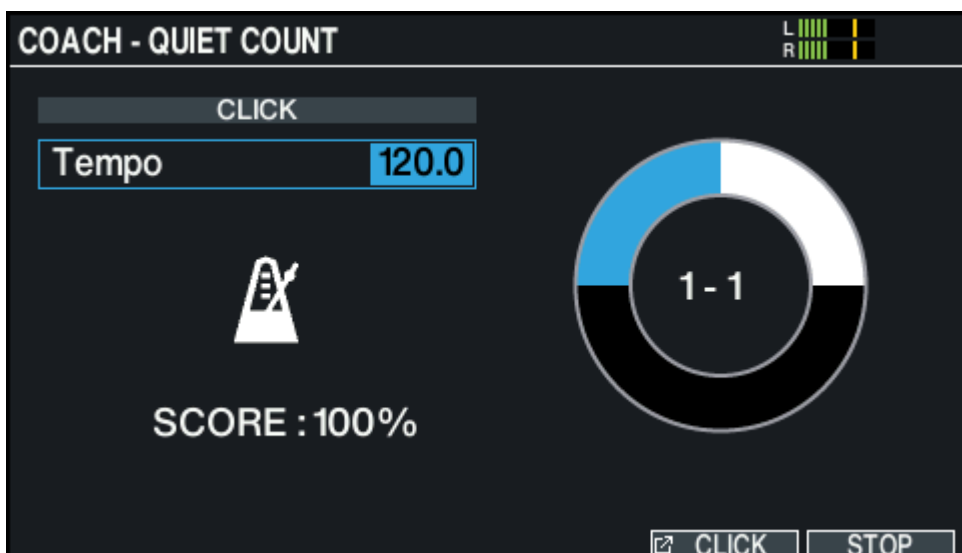 COACH - QUIET COUNT
L
R
CLICK
Tempo 120.0
1 - 1
SCORE : 100%
CLICK STOP